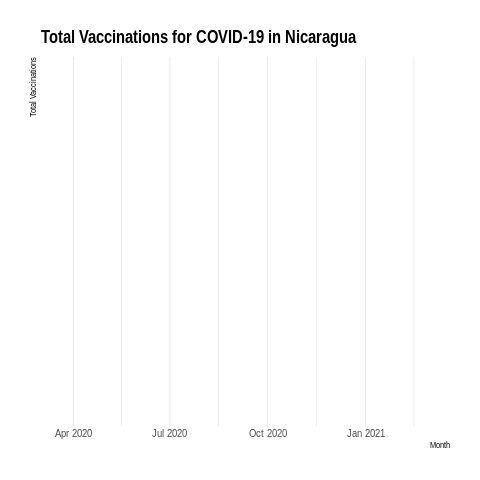 Total Vaccinations for COVID-19 in Nicaragua
Total Vaccinations
Apr 2020
Jul 2020
Oct 2020
Jan 2021
Month